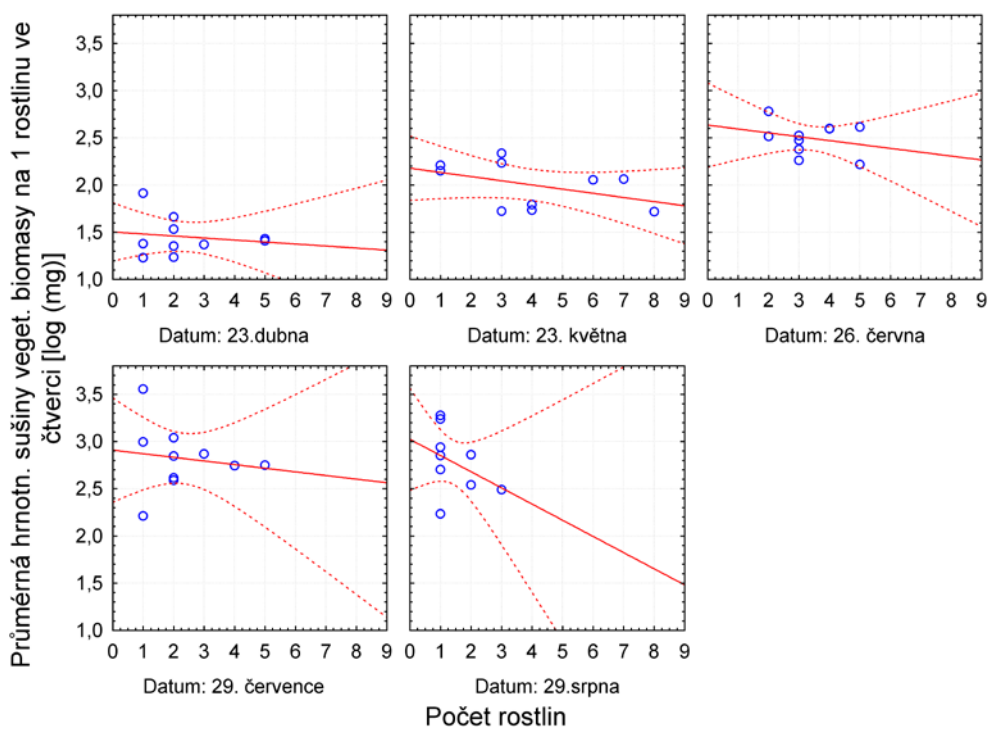 Průměrná hrnotn. sušiny veget. biomasy na 1 rostlinu ve
čtverci [log (mg)]
3,5
3,0
2,5
2,0
1,5
1,0
0 1 2 3 4 5 6 7 8 9
0 1 2 3 4 5 6 7 8 9
0 1 2 3 4 5 6 7 8 9
Datum: 23.dubna
Datum: 23. května
Datum: 26. června
3,5
3,0
2,5
2,0
1,5
1,0
0 1 2 3 4 5 6 7 8 9
0 1 2 3 4 5 6 7 8 9
Datum: 29. července
Datum: 29.srpna
Počet rostlin